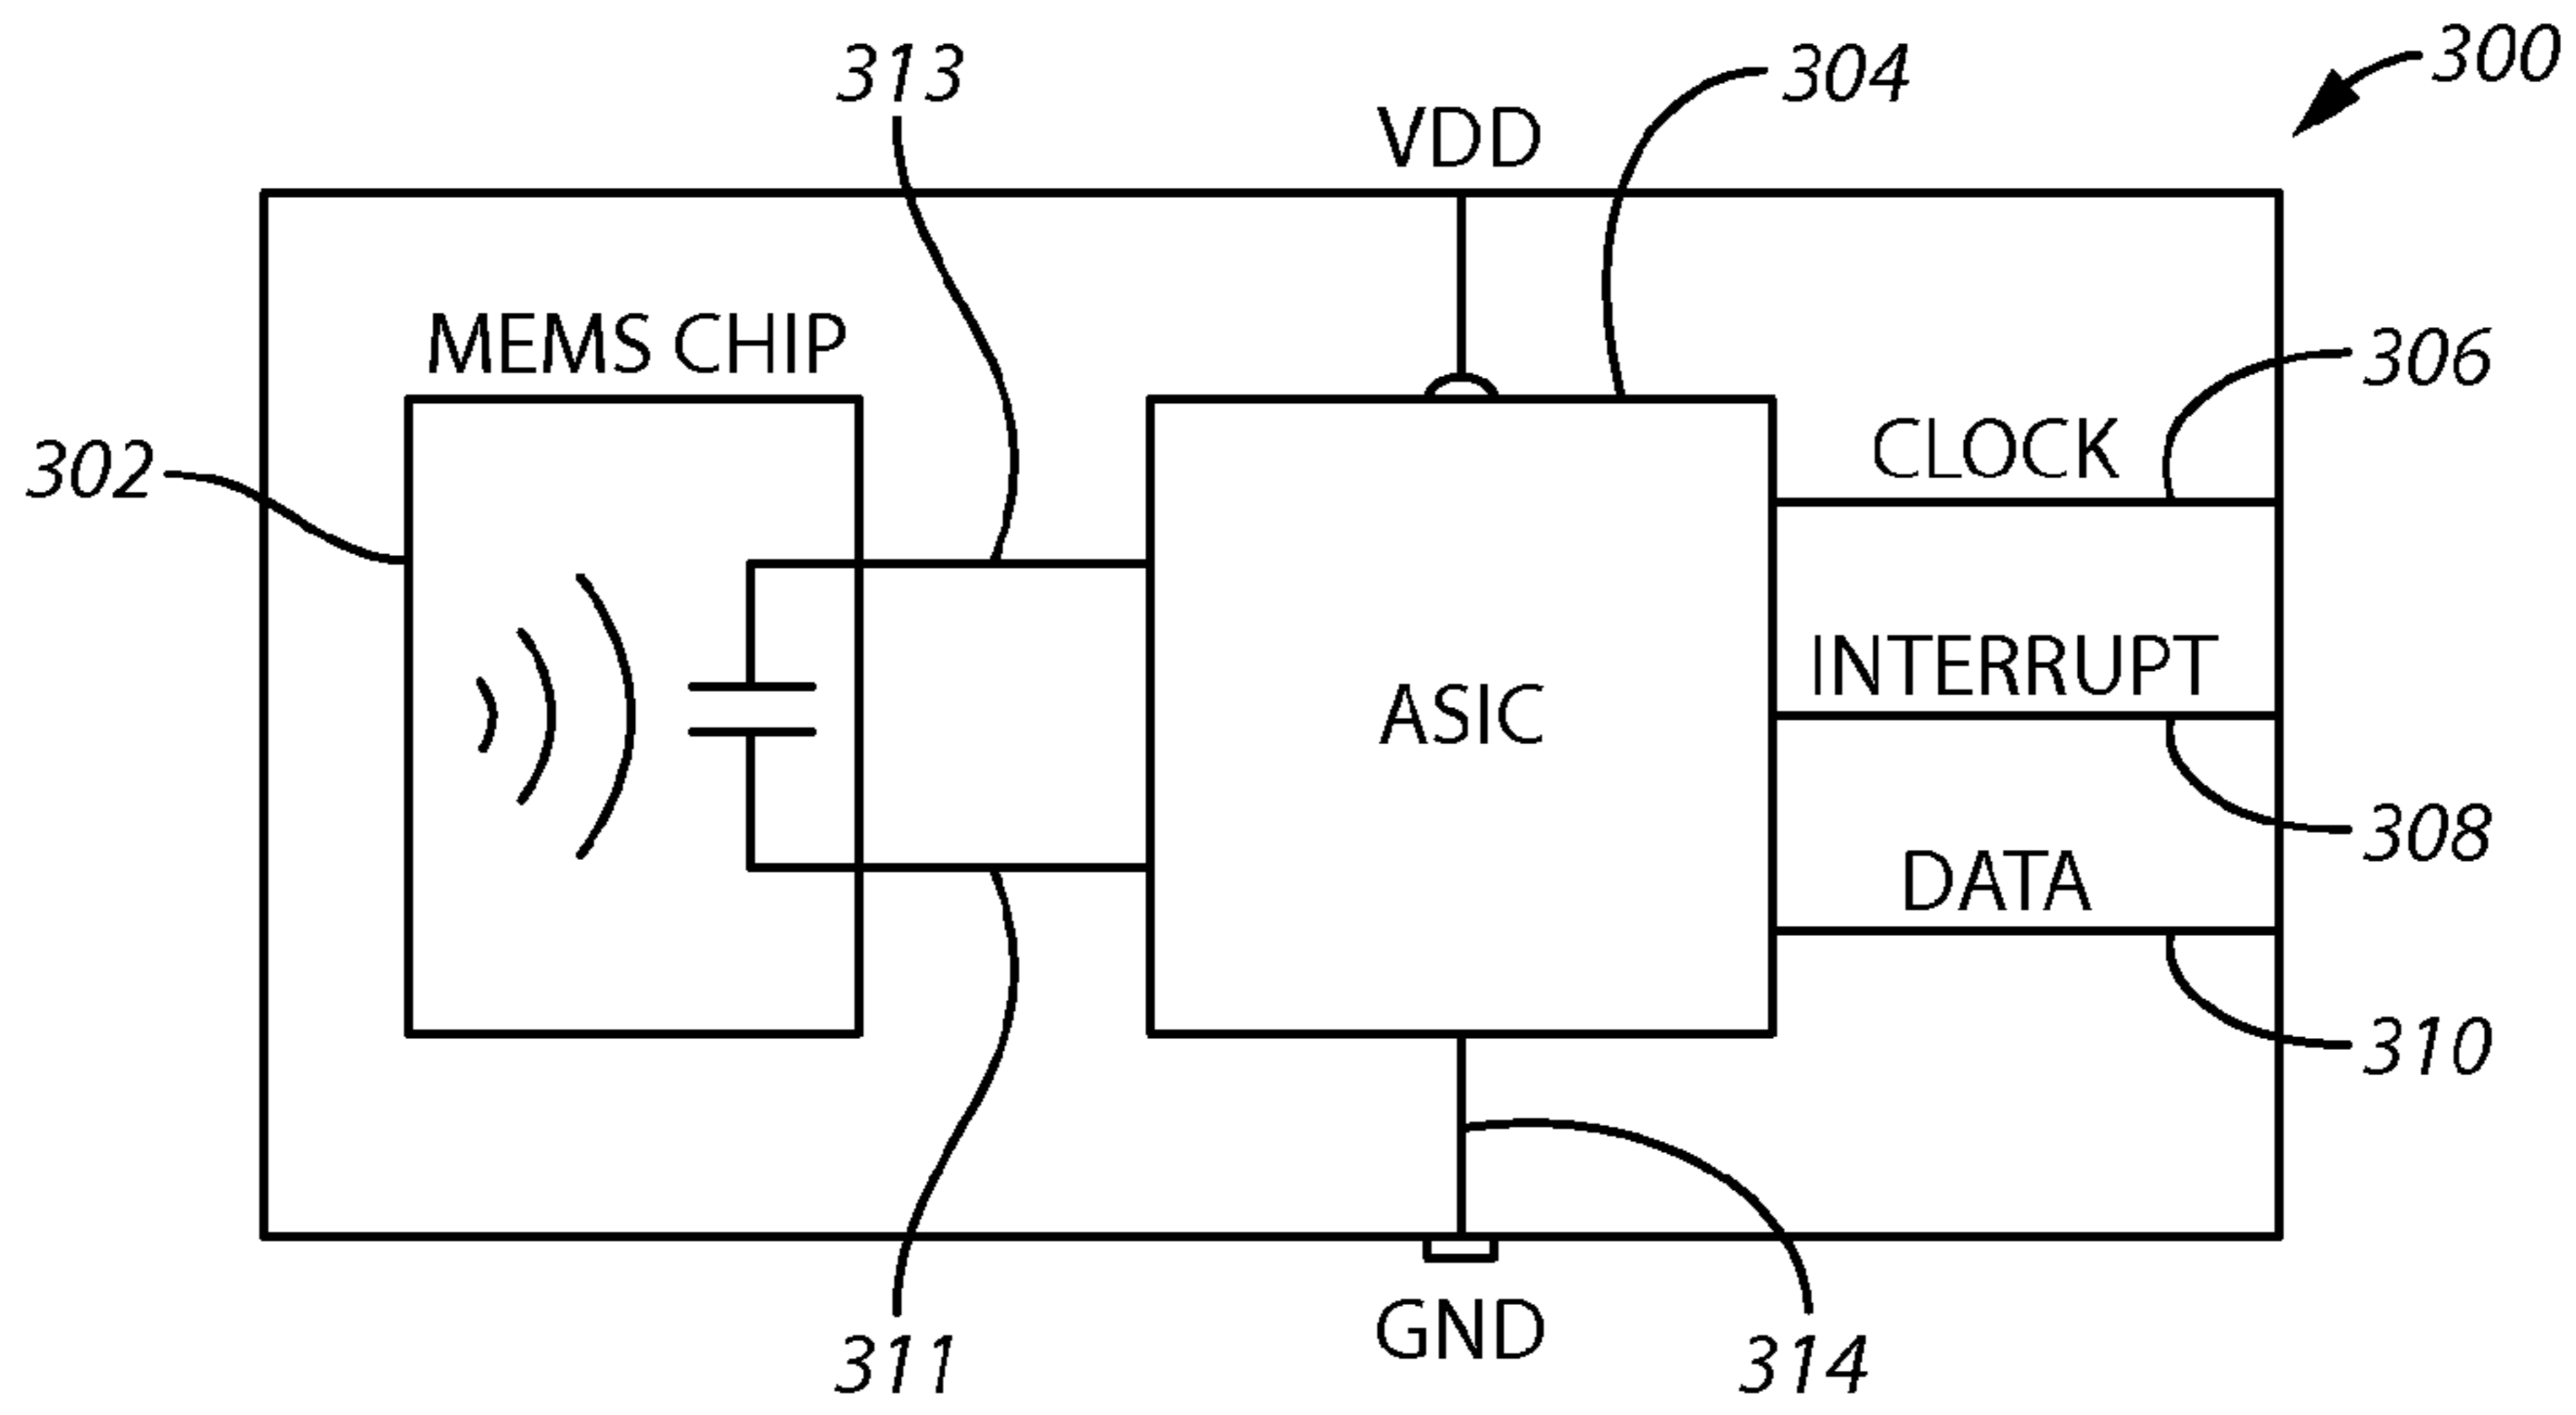 313
304
300
VDD
MEMS CHIP
306
CLOCK
302
INTERRUPT
ASIC
308
DATA
310
GND
311
314